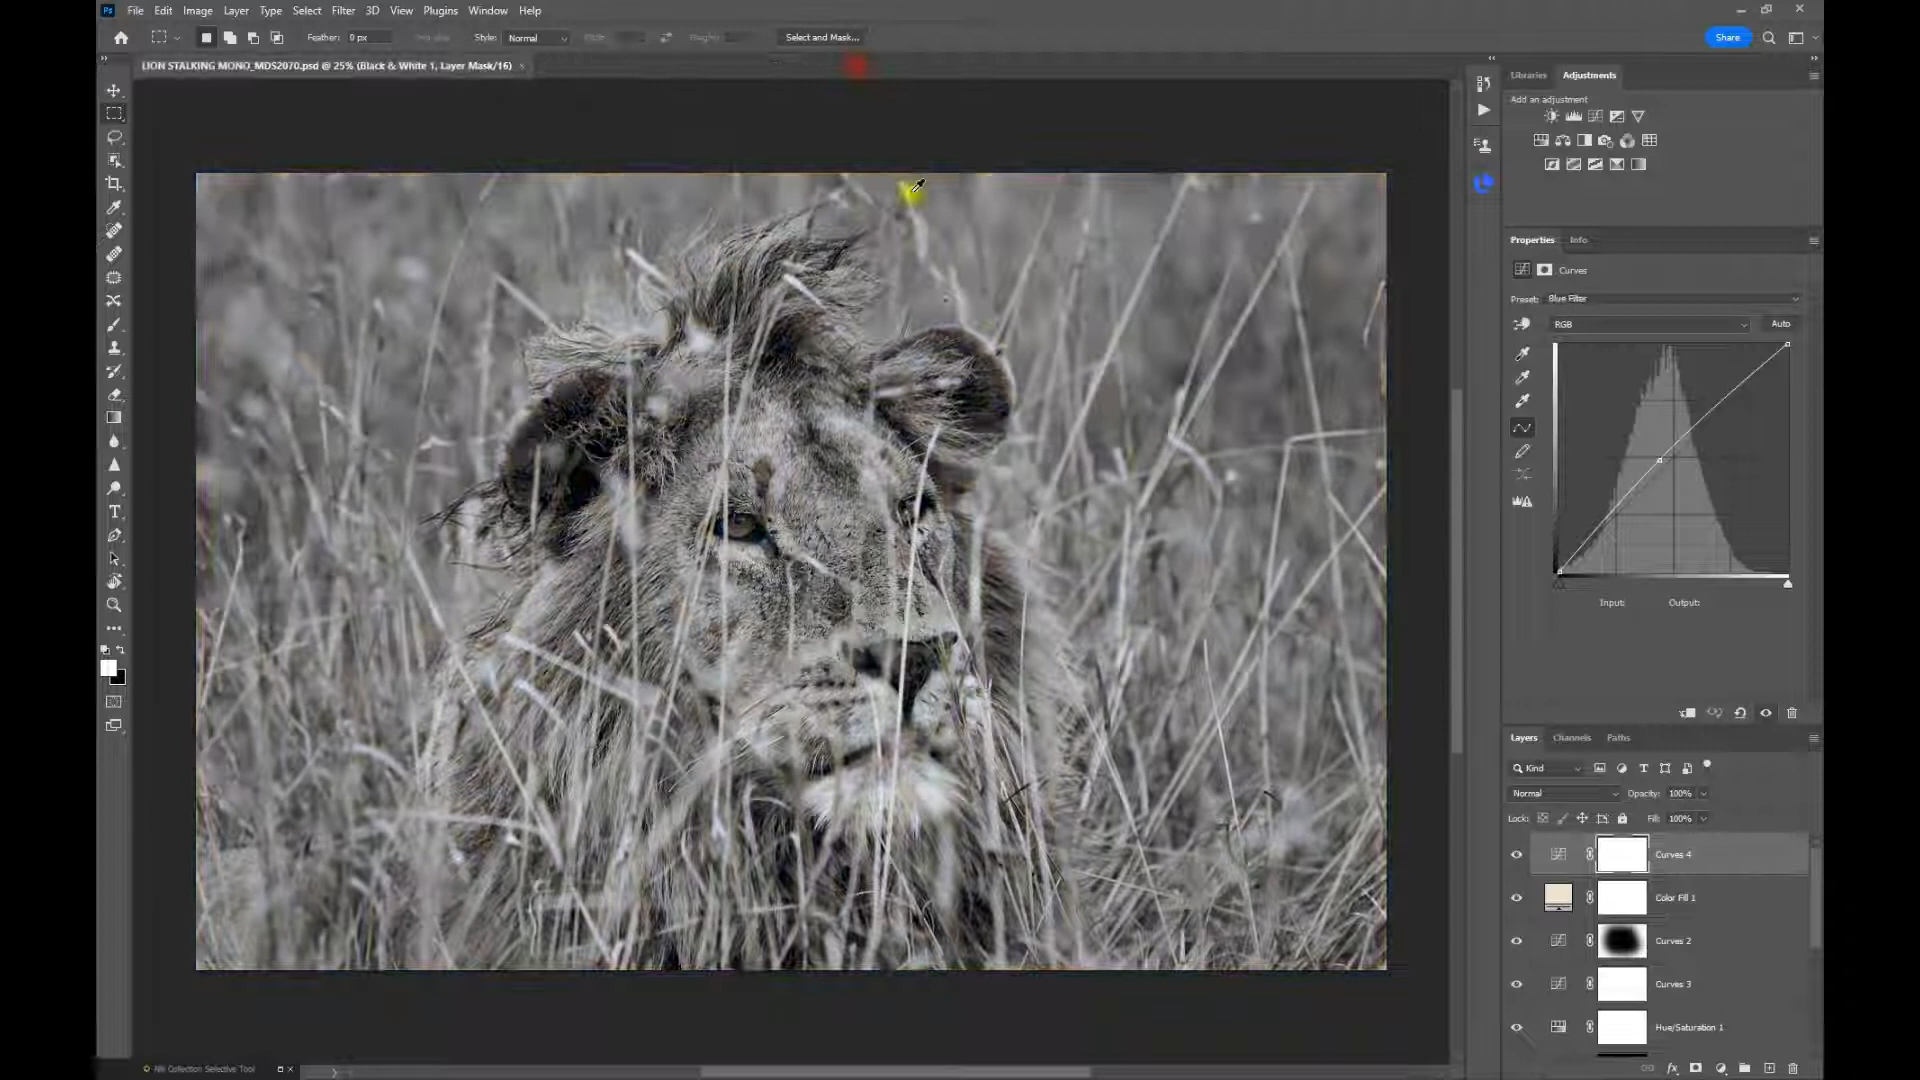 Ps File Edit Image Layer Type Select Filter 3D View Plugins Window Help
Feather: 0 px Style: Normal Select and Mask... Share
LION STALKING MONO_MDS2070.psd @ 25% (Black & White 1, Layer Mask/16) ×
Libraries Adjustments
Add an adjustment
Properties Info
Curves
Preset: Blue Filter
RGB Auto
Input: Output:
Layers Channels Paths
Kind
Normal Opacity: 100%
Lock: Fill: 100%
Curves 4
Color Fill 1
Curves 2
Curves 3
Hue/Saturation 1
Nik Collection Selective Tool